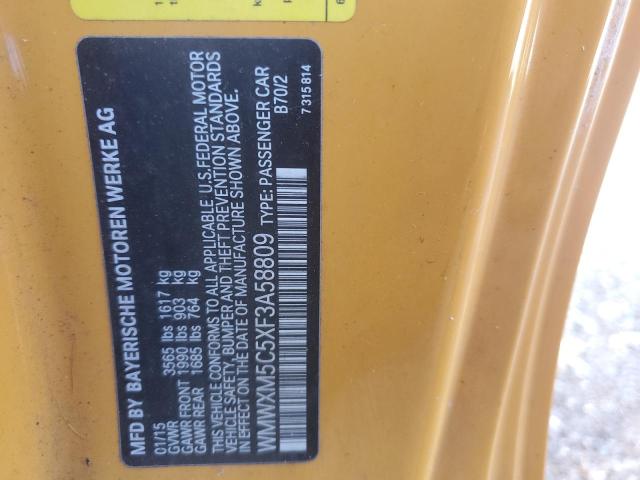 MFD BY BAYERISCHE MOTOREN WERKE AG
01/15
GVWR 3565 lbs 1617 kg
GAWR FRONT 1990 lbs 903 kg
GAWR REAR 1685 lbs 764 kg
THIS VEHICLE CONFORMS TO ALL APPLICABLE U.S.FEDERAL MOTOR
VEHICLE SAFETY, BUMPER AND THEFT PREVENTION STANDARDS
IN EFFECT ON THE DATE OF MANUFACTURE SHOWN ABOVE.
WMWXM5C5XF3A58809 TYPE: PASSENGER CAR
B70/2
7315814